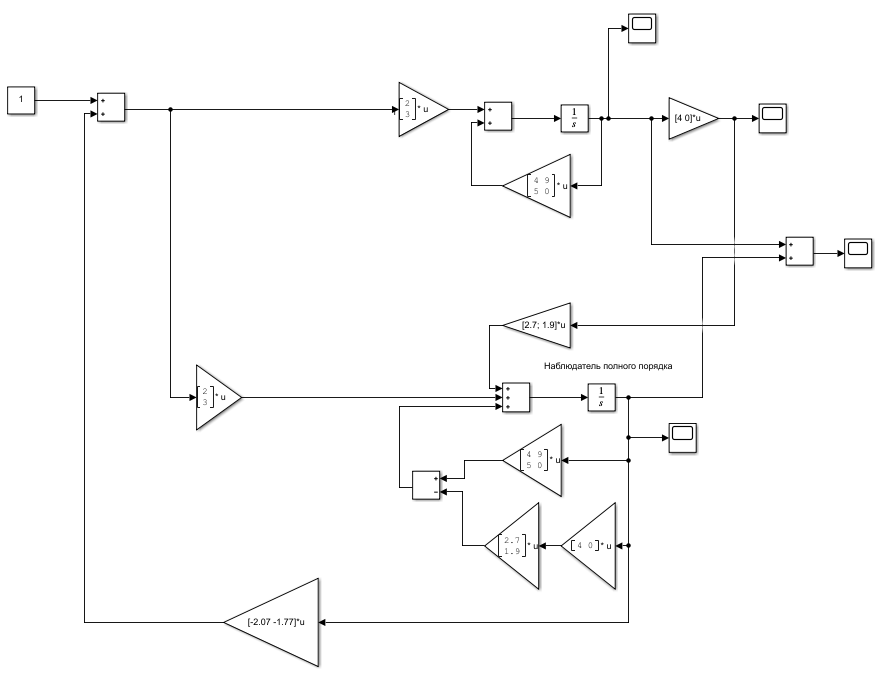 1
+
+
[2
3] * u
+
+
1
s
[4 0]*u
[4 9
5 0] * u
+
+
[2.7; 1.9]*u
Наблюдатель полного порядка
[2
3] * u
+
+
+
1
s
[4 9
5 0] * u
+
−
[2.7
1.9] * u
[4 0] * u
[-2.07 -1.77]*u